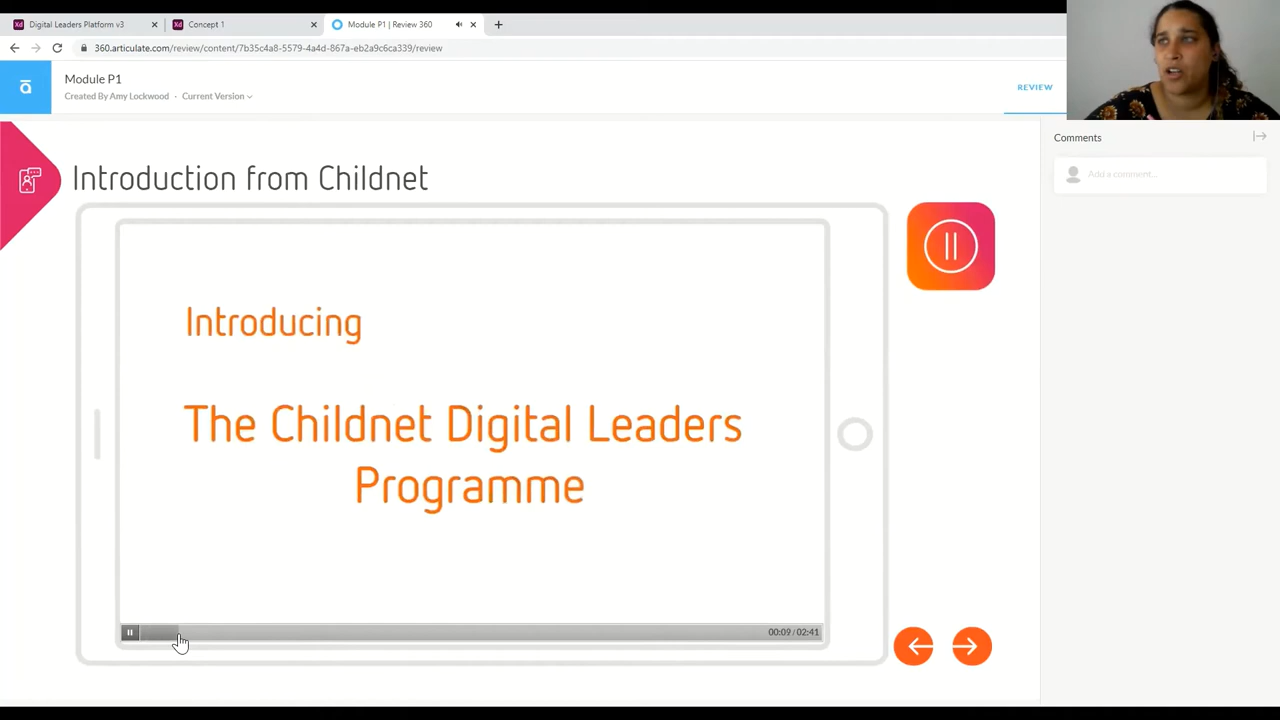 Digital Leaders Platform v3
Concept 1
Module P1 | Review 360
360.articulate.com/review/content/7b35c4a8-5579-4a4d-867a-eb2a9c6ca339/review
Module P1
Created By Amy Lockwood · Current Version
REVIEW
Comments
Add a comment...
Introduction from Childnet
Introducing
The Childnet Digital Leaders
Programme
00:09 / 02:41